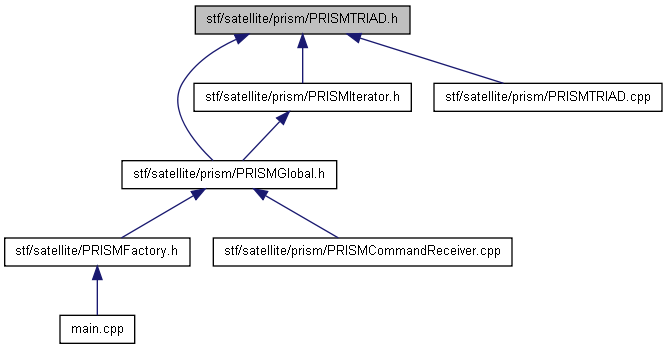 stf/satellite/prism/PRISMTRIAD.h
stf/satellite/prism/PRISMIterator.h
stf/satellite/prism/PRISMTRIAD.cpp
stf/satellite/prism/PRISMGlobal.h
stf/satellite/PRISMFactory.h
stf/satellite/prism/PRISMCommandReceiver.cpp
main.cpp